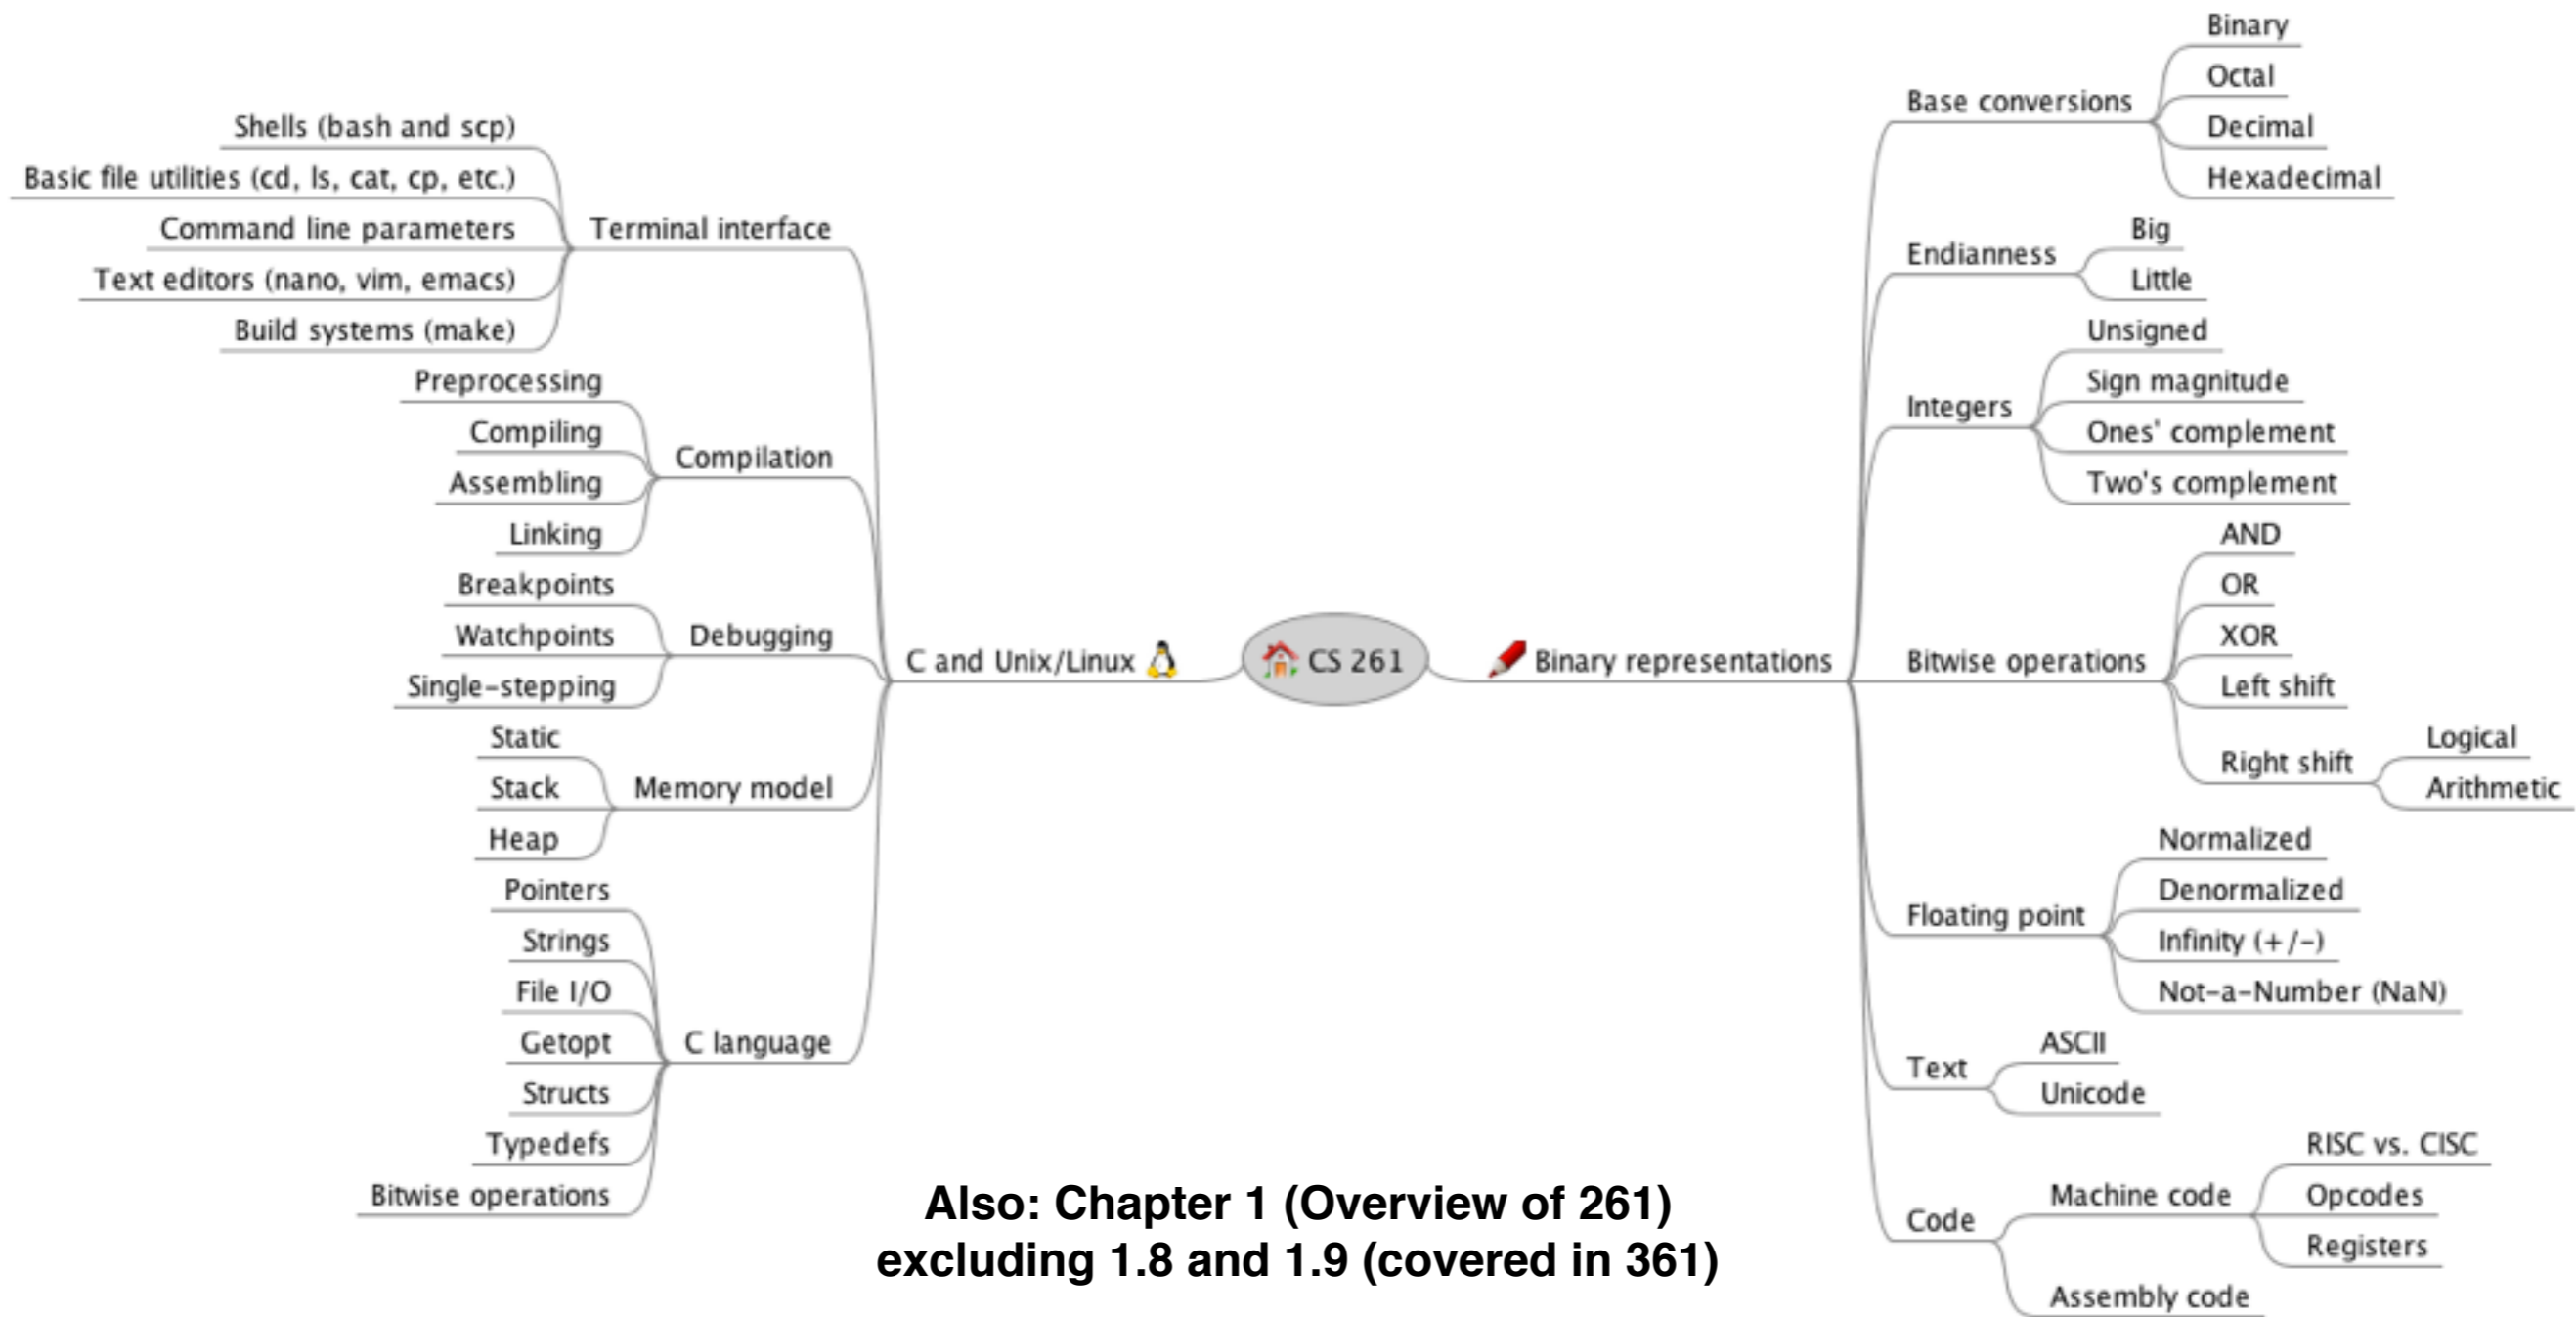 CS 261
C and Unix/Linux
Terminal interface
Shells (bash and scp)
Basic file utilities (cd, ls, cat, cp, etc.)
Command line parameters
Text editors (nano, vim, emacs)
Build systems (make)
Compilation
Preprocessing
Compiling
Assembling
Linking
Debugging
Breakpoints
Watchpoints
Single-stepping
Memory model
Static
Stack
Heap
C language
Pointers
Strings
File I/O
Getopt
Structs
Typedefs
Bitwise operations
Binary representations
Base conversions
Binary
Octal
Decimal
Hexadecimal
Endianness
Big
Little
Integers
Unsigned
Sign magnitude
Ones' complement
Two's complement
Bitwise operations
AND
OR
XOR
Left shift
Right shift
Logical
Arithmetic
Floating point
Normalized
Denormalized
Infinity (+/-)
Not-a-Number (NaN)
Text
ASCII
Unicode
Code
Machine code
RISC vs. CISC
Opcodes
Registers
Assembly code
Also: Chapter 1 (Overview of 261)
excluding 1.8 and 1.9 (covered in 361)